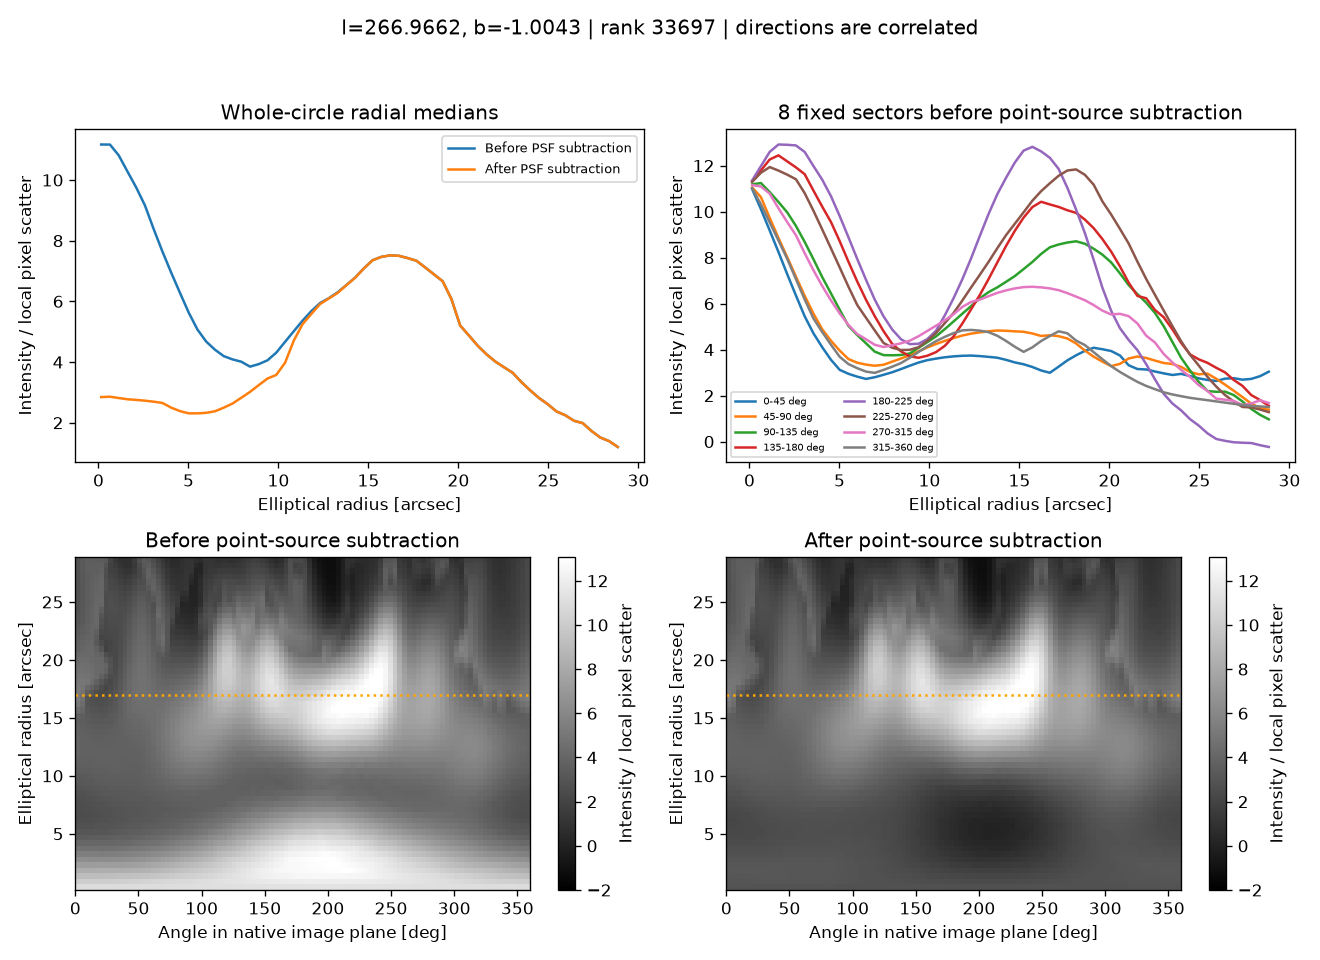 l=266.9662, b=-1.0043 | rank 33697 | directions are correlated
Whole-circle radial medians
Before PSF subtraction
After PSF subtraction
Intensity / local pixel scatter
10
8
6
4
2
0 5 10 15 20 25 30
Elliptical radius [arcsec]
8 fixed sectors before point-source subtraction
Intensity / local pixel scatter
12
10
8
6
4
2
0
0-45 deg
45-90 deg
90-135 deg
135-180 deg
180-225 deg
225-270 deg
270-315 deg
315-360 deg
0 5 10 15 20 25 30
Elliptical radius [arcsec]
Before point-source subtraction
Elliptical radius [arcsec]
25
20
15
10
5
0 50 100 150 200 250 300 350
Angle in native image plane [deg]
12
10
8
6
4
2
0
−2
Intensity / local pixel scatter
After point-source subtraction
Elliptical radius [arcsec]
25
20
15
10
5
0 50 100 150 200 250 300 350
Angle in native image plane [deg]
12
10
8
6
4
2
0
−2
Intensity / local pixel scatter